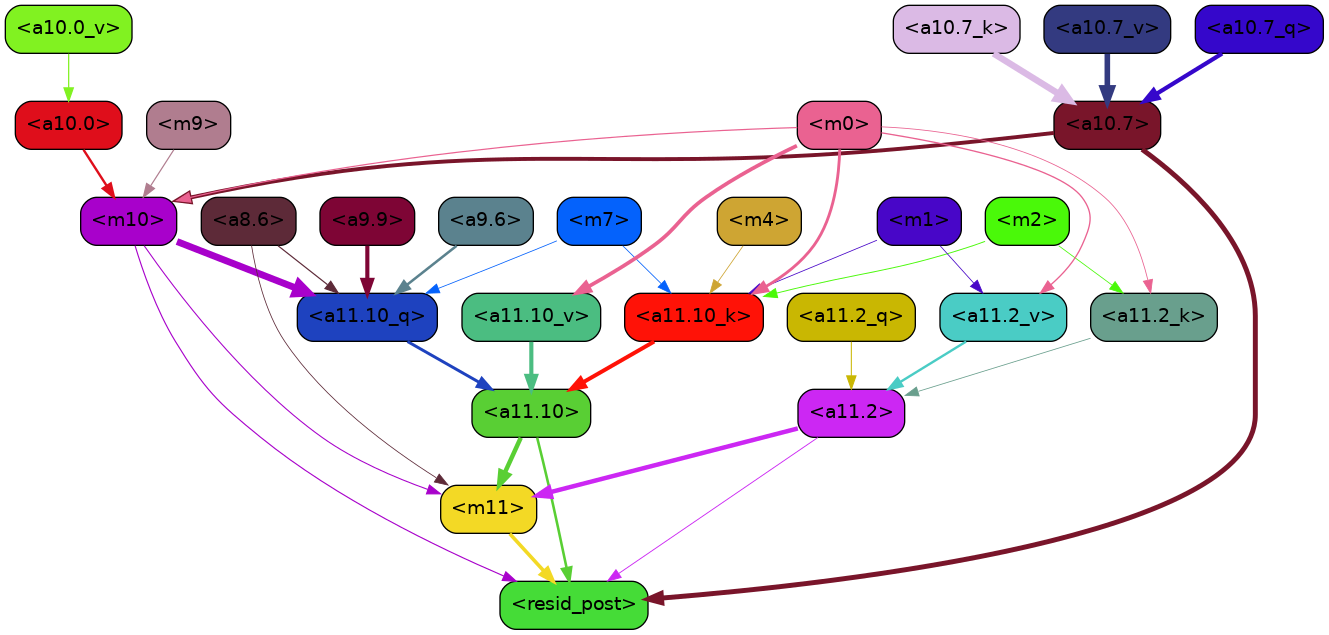 <a10.0_v>
<a10.7_k>
<a10.7_v>
<a10.7_q>
<a10.0>
<m9>
<m0>
<a10.7>
<m10>
<a8.6>
<a9.9>
<a9.6>
<m7>
<m4>
<m1>
<m2>
<a11.10_q>
<a11.10_v>
<a11.10_k>
<a11.2_q>
<a11.2_v>
<a11.2_k>
<a11.10>
<a11.2>
<m11>
<resid_post>